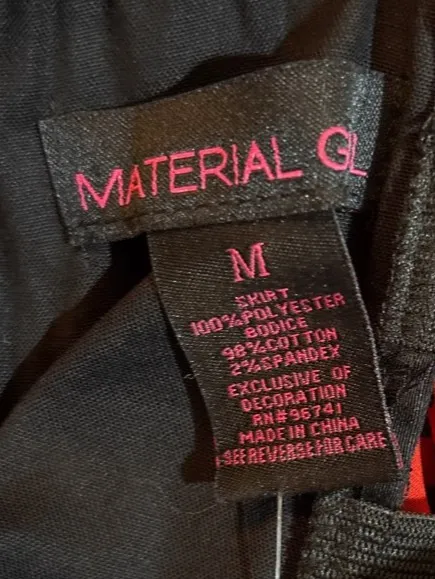 MATERIAL GL
M
SKIRT
100%POLYESTER
BODICE
98%COTTON
2%SPANDEX
EXCLUSIVE OF
DECORATION
RN#96741
MADE IN CHINA
SEE REVERSE FOR CARE